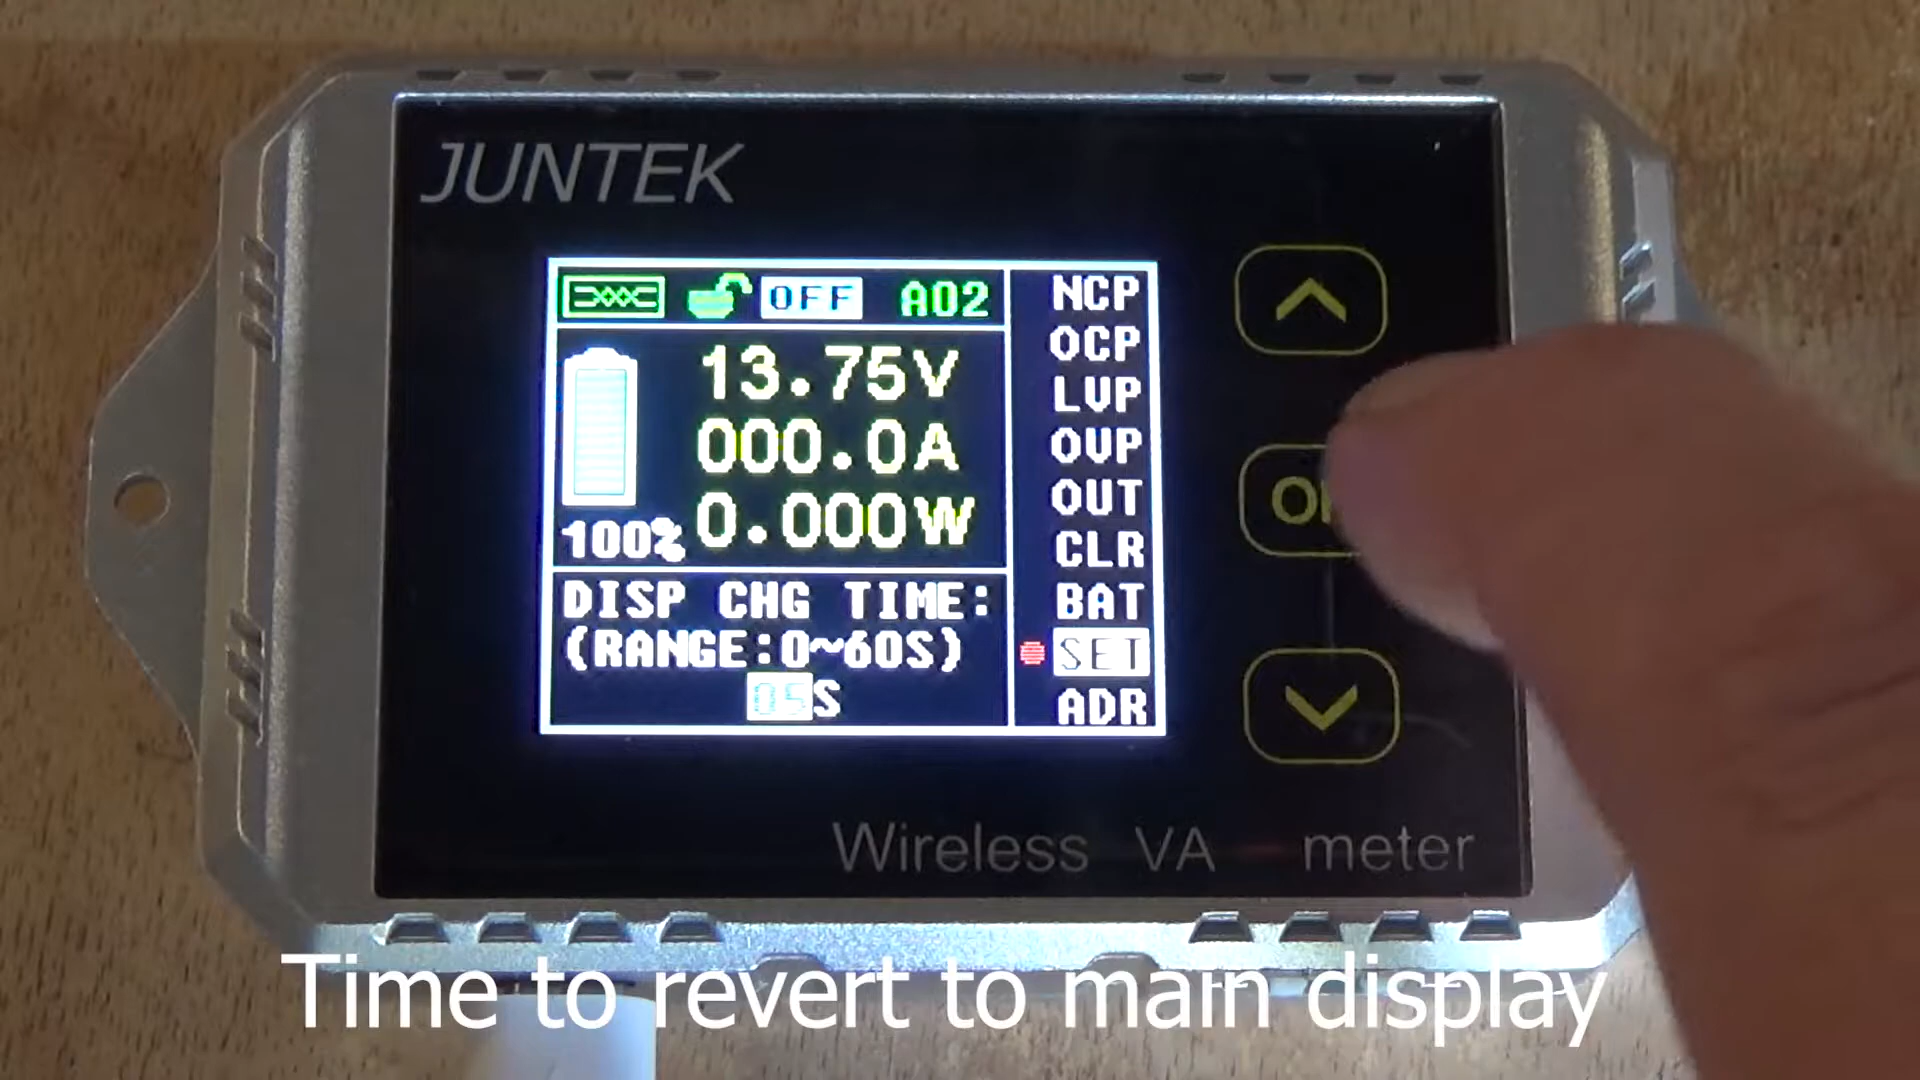 JUNTEK
OFF A02
13.75V
000.0A
0.000W
100%
DISP CHG TIME:
(RANGE:0~60S)
05S
NCP
OCP
LVP
OVP
OUT
CLR
BAT
SET
ADR
Wireless VA meter
Time to revert to main display